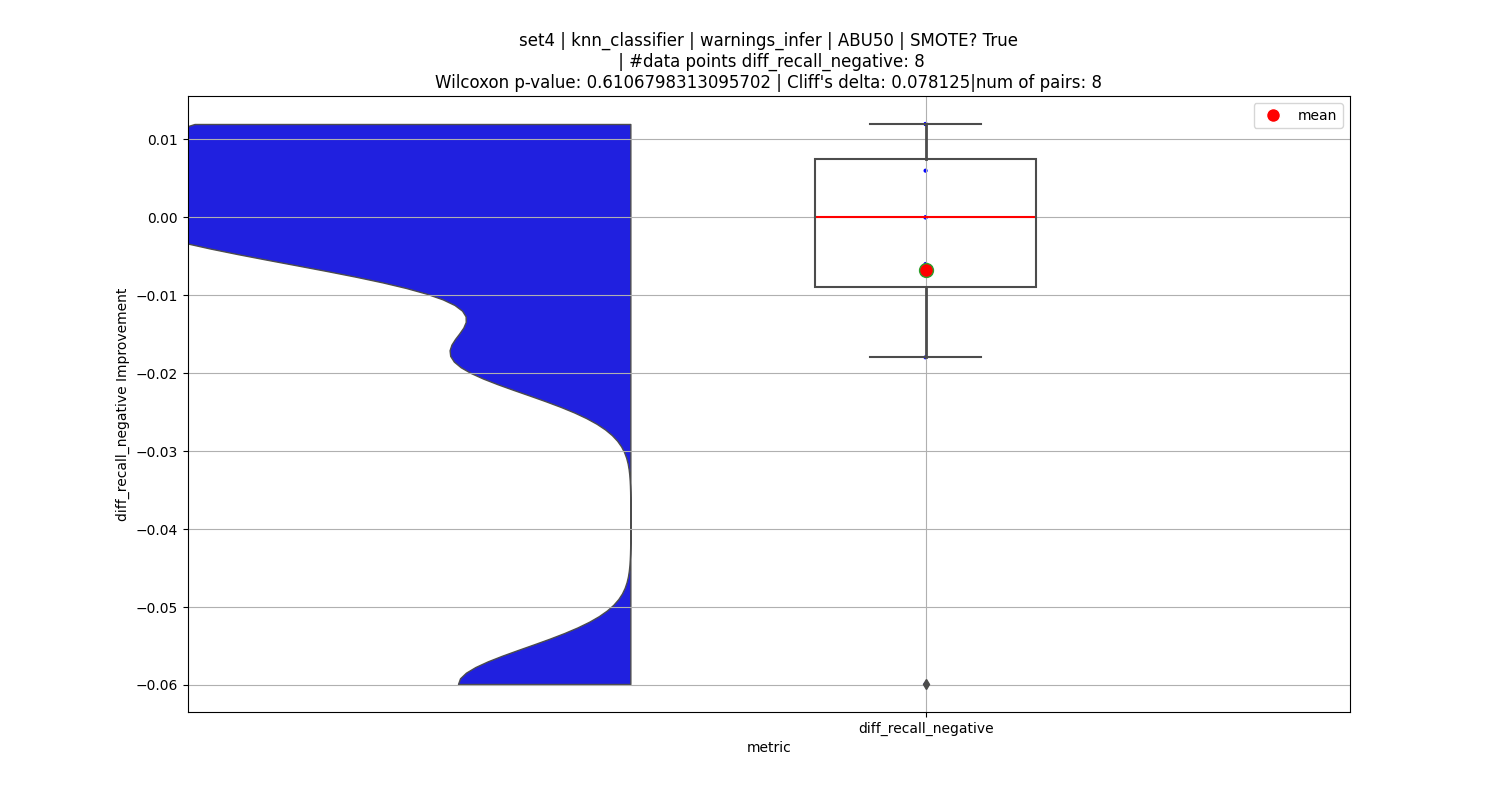 set4 | knn_classifier | warnings_infer | ABU50 | SMOTE? True
| #data points diff_recall_negative: 8
Wilcoxon p-value: 0.6106798313095702 | Cliff's delta: 0.078125|num of pairs: 8
mean
0.01
0.00
−0.01
−0.02
−0.03
−0.04
−0.05
−0.06
diff_recall_negative Improvement
diff_recall_negative
metric